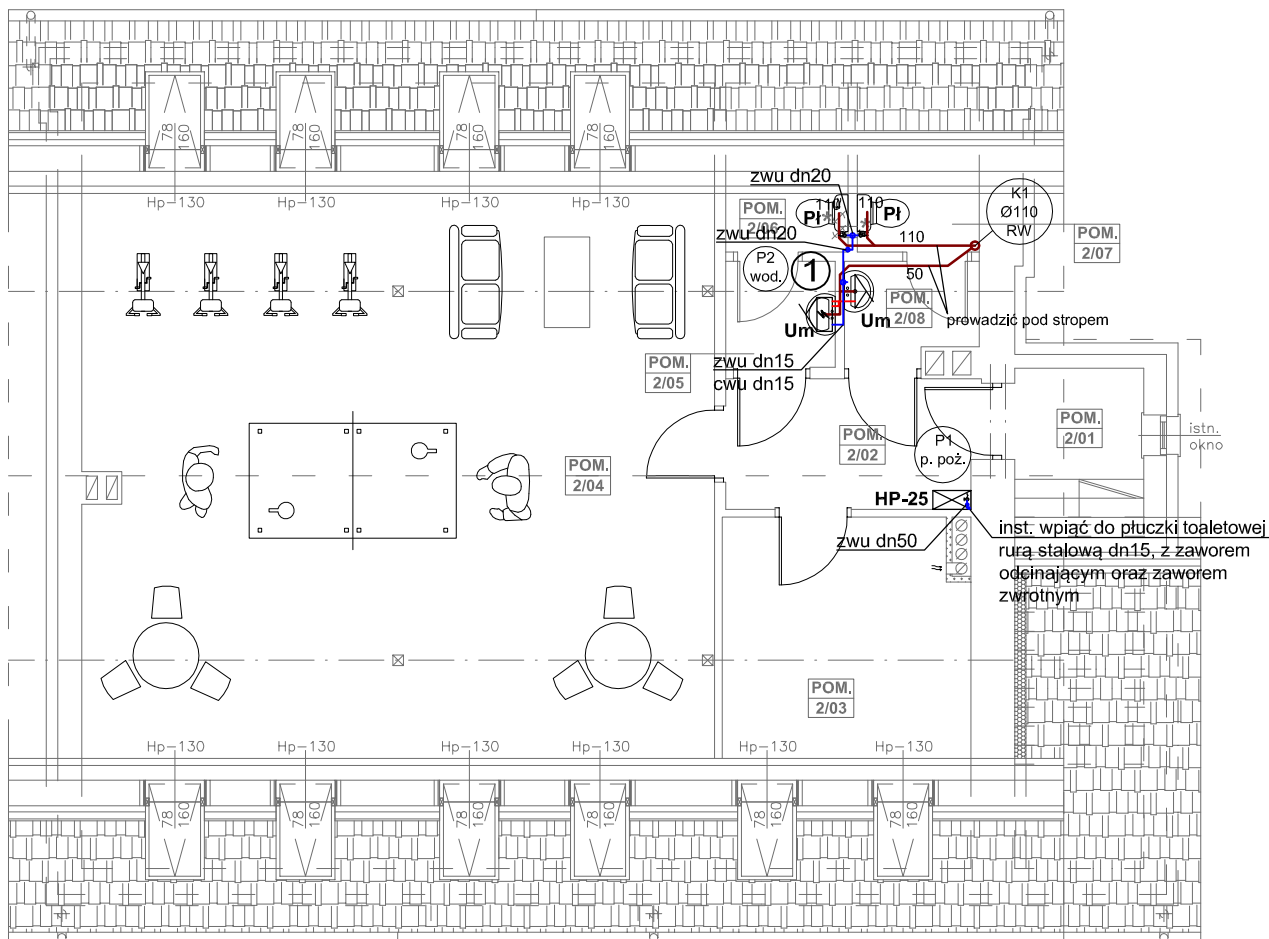 78
160
78
160
78
160
78
160
Hp-130
Hp-130
Hp-130
Hp-130
zwu dn20
K1
Ø110
RW
110
110
Pł
Pł
POM.
2/06
zwu dn20
110
POM.
2/07
P2
wod.
1
50
POM.
2/08
prowadzić pod stropem
Um
Um
zwu dn15
cwu dn15
POM.
2/05
POM.
2/01
istn.
okno
POM.
2/02
P1
p. poż.
POM.
2/04
HP-25
zwu dn50
inst. wpiąć do płuczki toaletowej
rurą stalową dn15, z zaworem
odcinającym oraz zaworem
zwrotnym
POM.
2/03
Hp-130
Hp-130
Hp-130
Hp-130
Hp-130
Hp-130
78
160
78
160
78
160
78
160
78
160
78
160